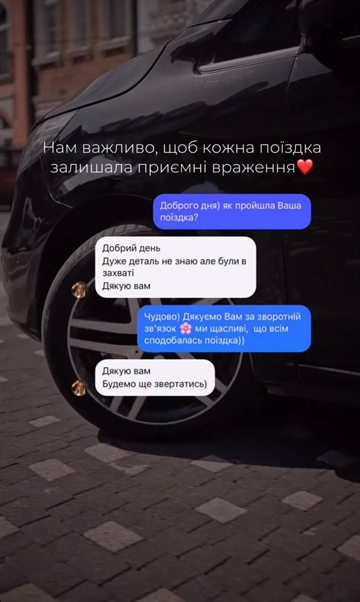 Нам важливо, щоб кожна поїздка
залишала приємні враження❤️
Доброго дня) як пройшла Ваша
поїздка?
Добрий день
Дуже деталь не знаю але були в
захваті
Дякую вам
Чудово) Дякуємо Вам за зворотній
зв'язок 🌸 ми щасливі, що всім
сподобалась поїздка))
Дякую вам
Будемо ще звертатись)